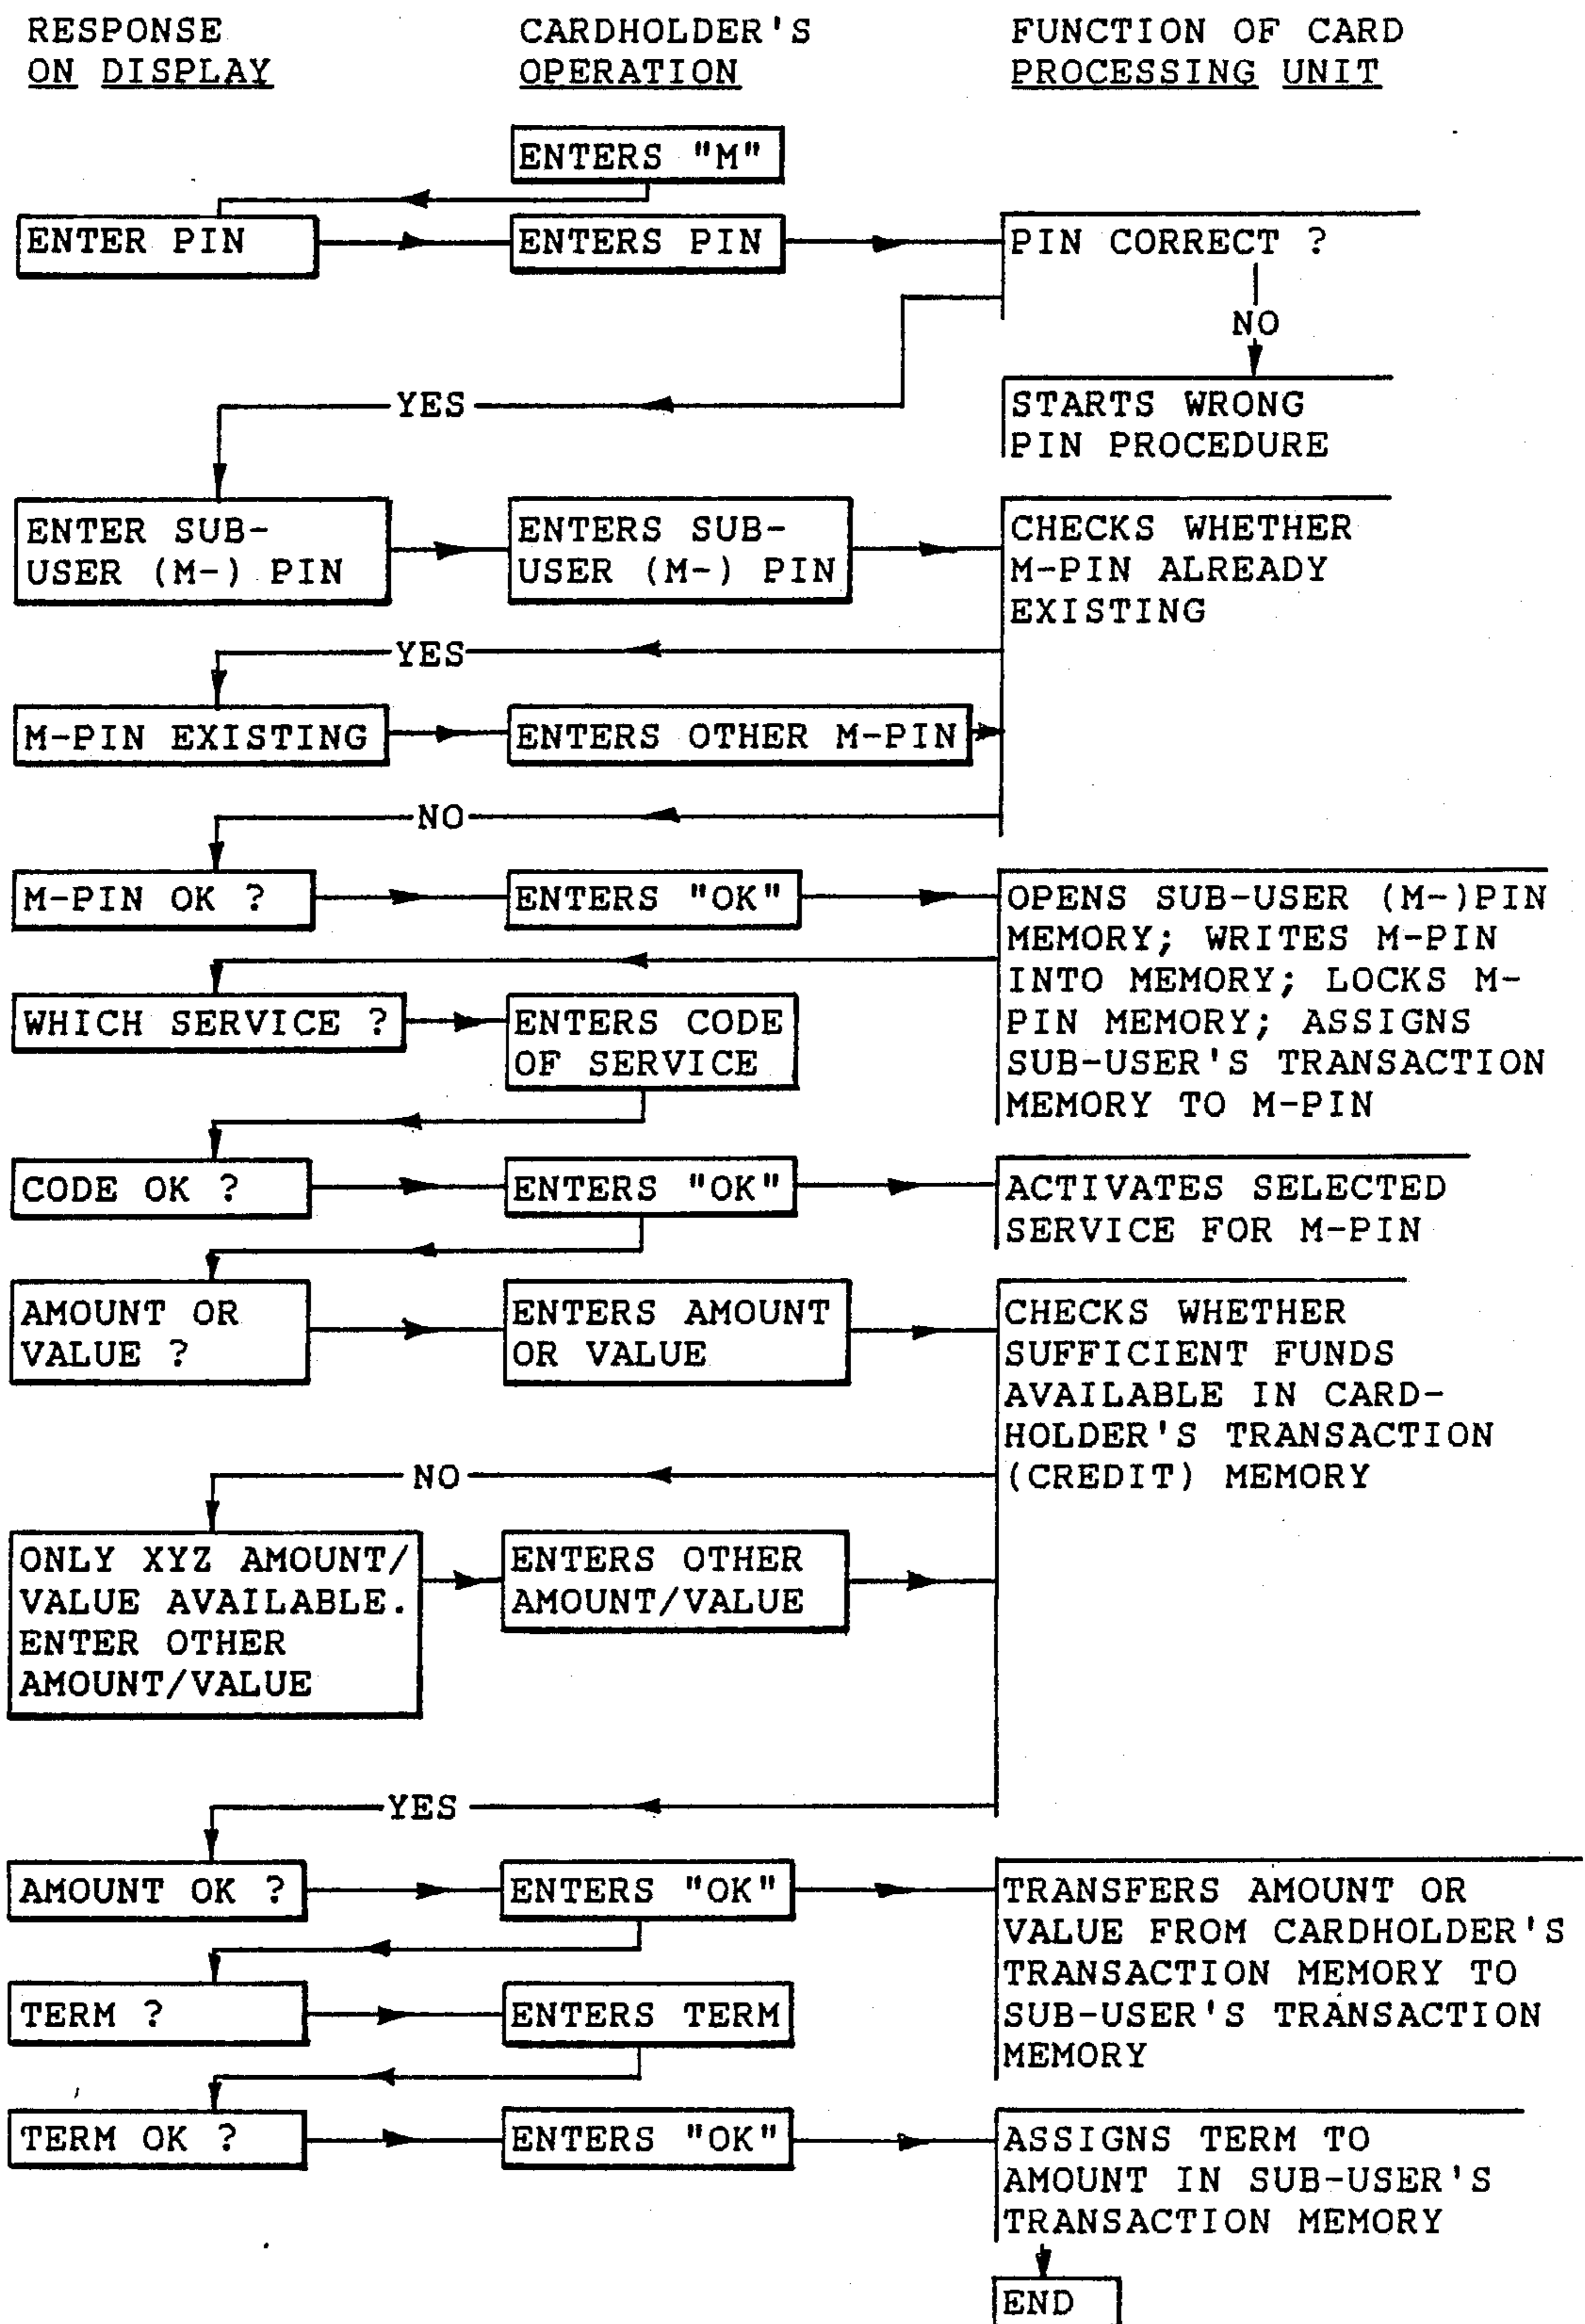 RESPONSE
ON DISPLAY
CARDHOLDER'S
OPERATION
FUNCTION OF CARD
PROCESSING UNIT
ENTERS "M"
ENTER PIN
ENTERS PIN
PIN CORRECT ?
NO
YES
STARTS WRONG
PIN PROCEDURE
ENTER SUB-
USER (M-) PIN
ENTERS SUB-
USER (M-) PIN
CHECKS WHETHER
M-PIN ALREADY
EXISTING
YES
M-PIN EXISTING
ENTERS OTHER M-PIN
NO
M-PIN OK ?
ENTERS "OK"
OPENS SUB-USER (M-)PIN
MEMORY; WRITES M-PIN
INTO MEMORY; LOCKS M-
PIN MEMORY; ASSIGNS
SUB-USER'S TRANSACTION
MEMORY TO M-PIN
WHICH SERVICE ?
ENTERS CODE
OF SERVICE
CODE OK ?
ENTERS "OK"
ACTIVATES SELECTED
SERVICE FOR M-PIN
AMOUNT OR
VALUE ?
ENTERS AMOUNT
OR VALUE
CHECKS WHETHER
SUFFICIENT FUNDS
AVAILABLE IN CARD-
HOLDER'S TRANSACTION
(CREDIT) MEMORY
NO
ONLY XYZ AMOUNT/
VALUE AVAILABLE.
ENTER OTHER
AMOUNT/VALUE
ENTERS OTHER
AMOUNT/VALUE
YES
AMOUNT OK ?
ENTERS "OK"
TRANSFERS AMOUNT OR
VALUE FROM CARDHOLDER'S
TRANSACTION MEMORY TO
SUB-USER'S TRANSACTION
MEMORY
TERM ?
ENTERS TERM
TERM OK ?
ENTERS "OK"
ASSIGNS TERM TO
AMOUNT IN SUB-USER'S
TRANSACTION MEMORY
END